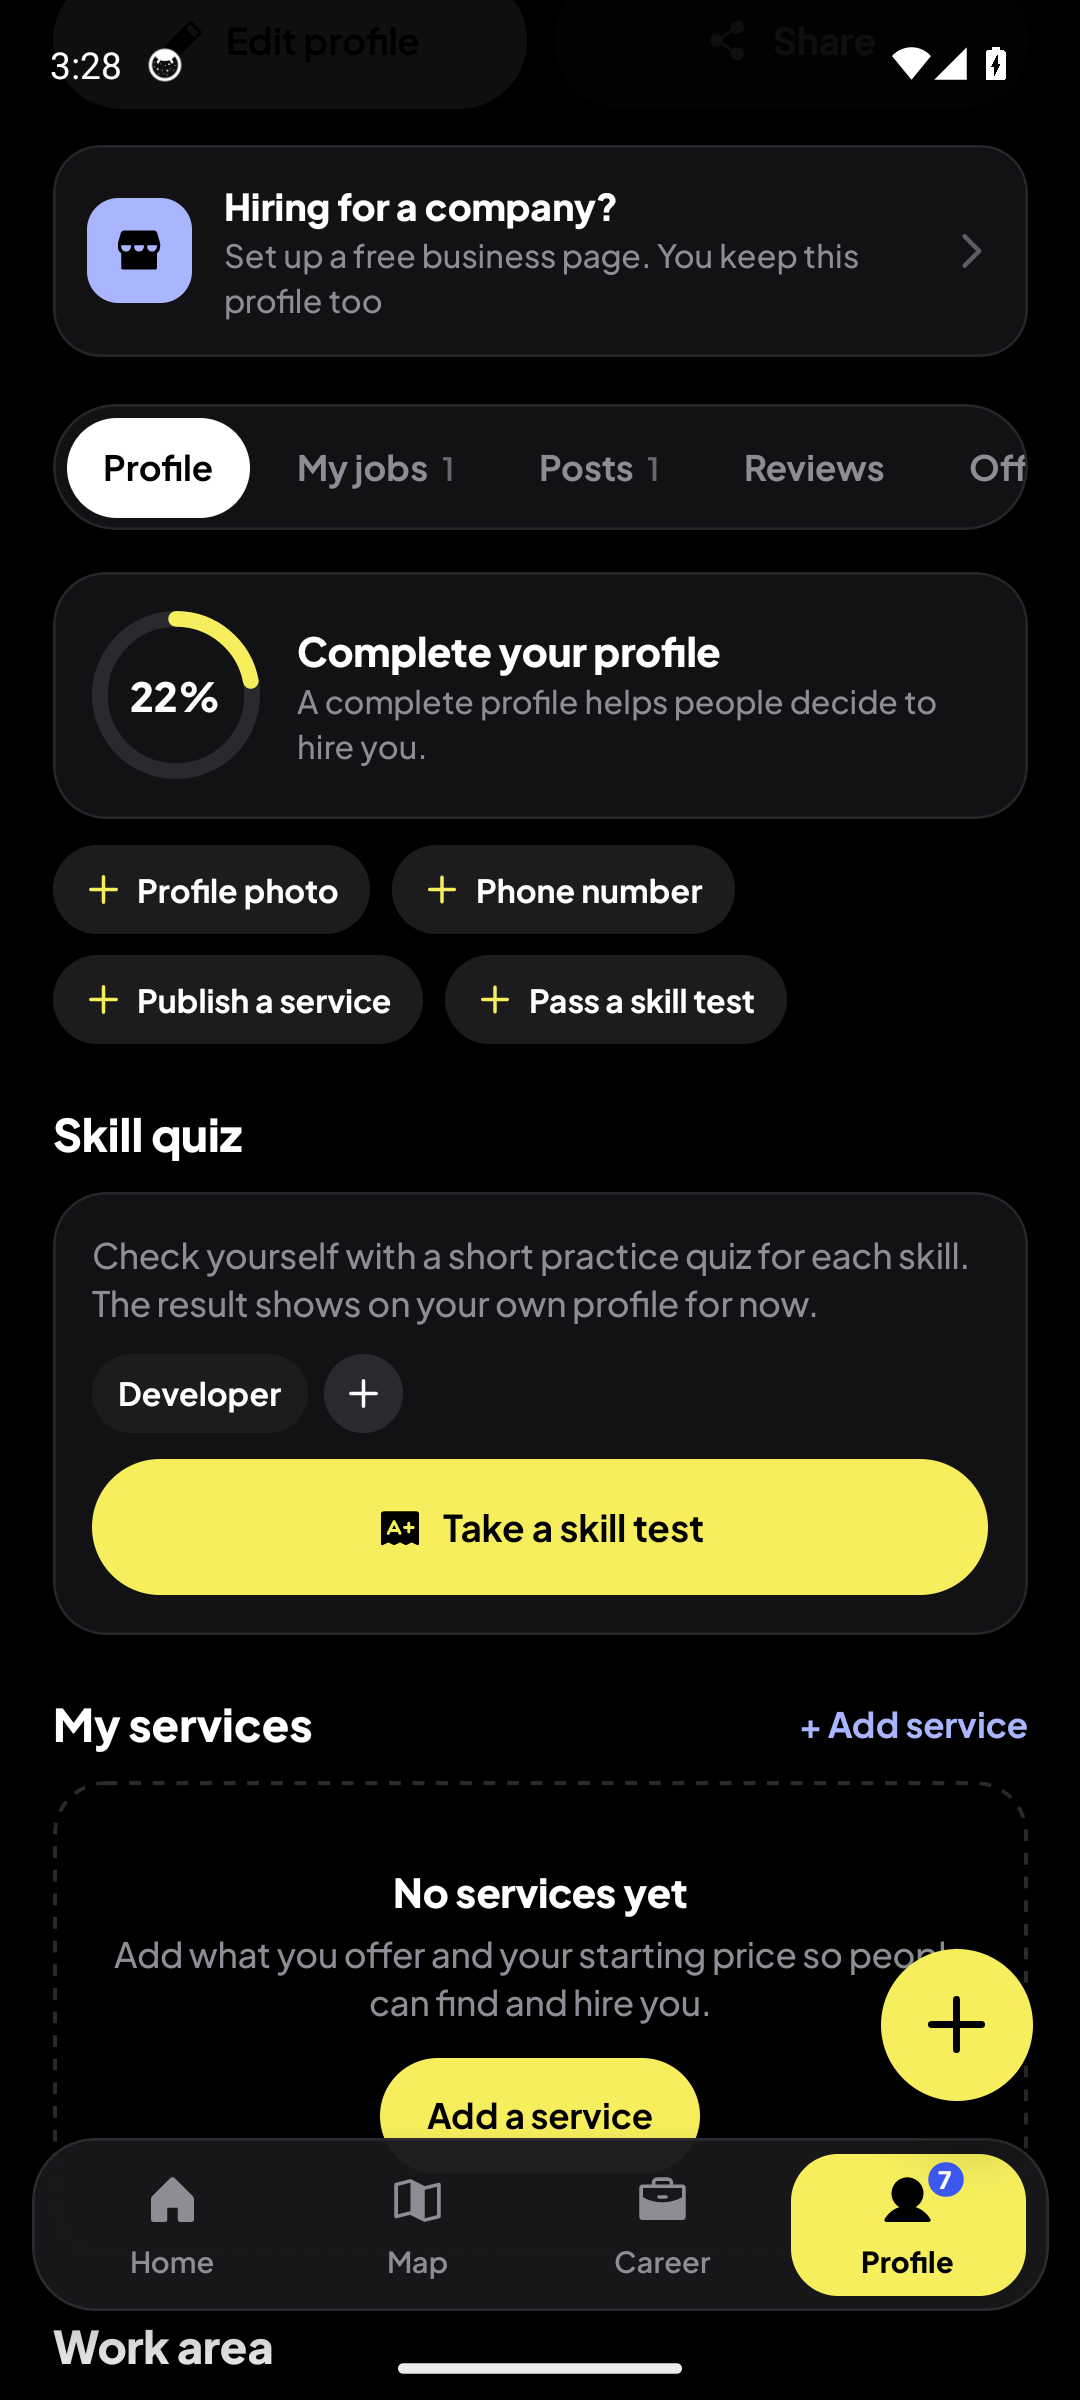 Edit profile
Share
3:28
Hiring for a company?
Set up a free business page. You keep this
profile too
Profile
My jobs 1
Posts 1
Reviews
Off
22%
Complete your profile
A complete profile helps people decide to
hire you.
+ Profile photo
+ Phone number
+ Publish a service
+ Pass a skill test
Skill quiz
Check yourself with a short practice quiz for each skill.
The result shows on your own profile for now.
Developer
+
A+ Take a skill test
My services
+ Add service
No services yet
Add what you offer and your starting price so peopl
can find and hire you.
Add a service
7
Home
Map
Career
Profile
Work area